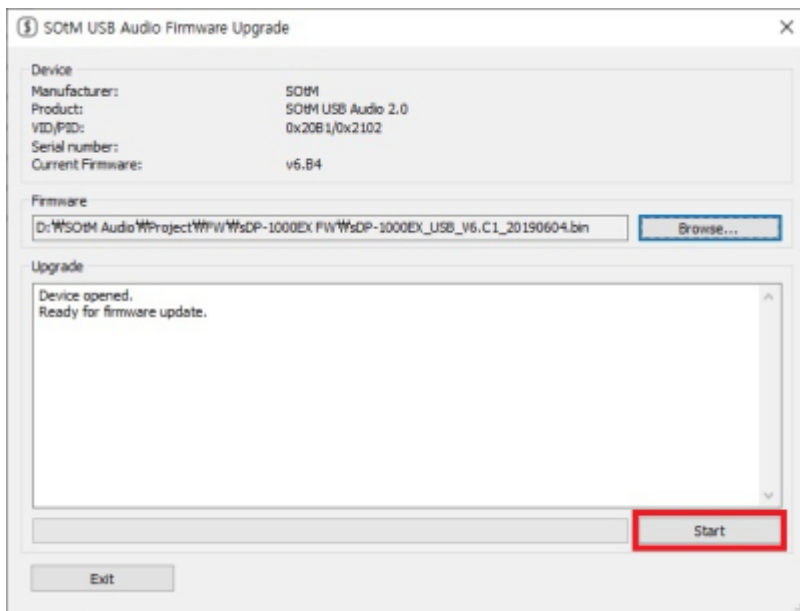 SOtM USB Audio Firmware Upgrade
Device
Manufacturer: SOtM
Product: SOtM USB Audio 2.0
VID/PID: 0x20B1/0x2102
Serial number:
Current Firmware: v6.B4
Firmware
D:₩SOtM Audio₩Project₩FW₩sDP-1000EX FW₩sDP-1000EX_USB_V6.C1_20190604.bin Browse...
Upgrade
Device opened.
Ready for firmware update.
Start
Exit